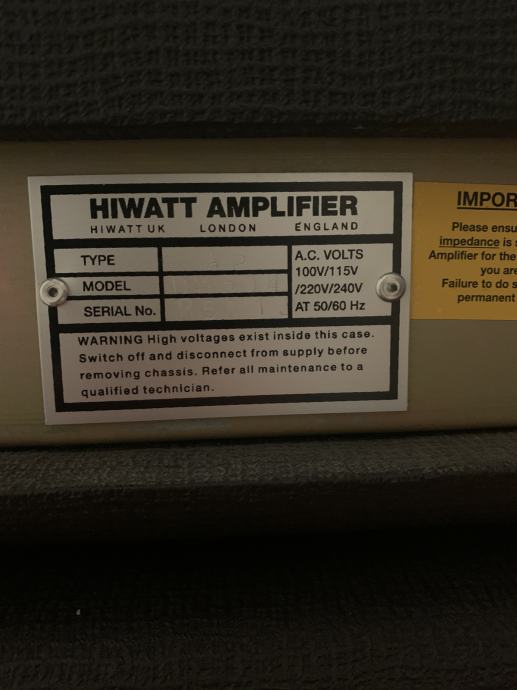 HIWATT AMPLIFIER
HIWATT UK LONDON ENGLAND
TYPE
MODEL
SERIAL No.
A.C. VOLTS
100V/115V
/220V/240V
AT 50/60 Hz
WARNING High voltages exist inside this case.
Switch off and disconnect from supply before
removing chassis. Refer all maintenance to a
qualified technician.
IMPOR
Please ensu
impedance is s
Amplifier for the
you are
Failure to do s
permanent